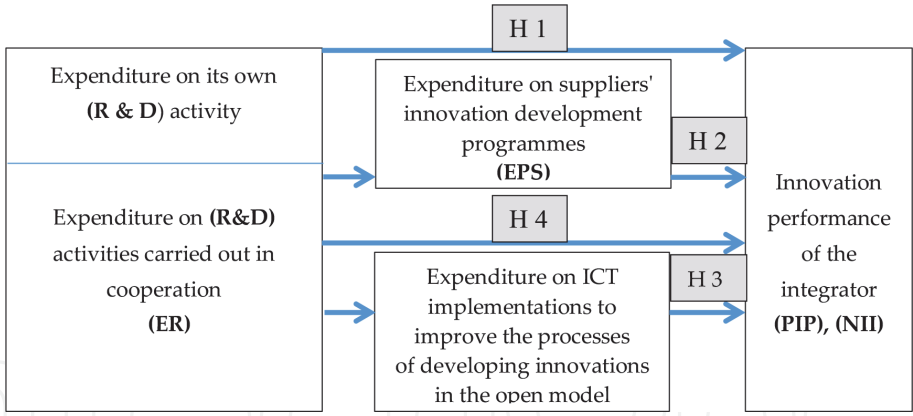 H 1
Expenditure on its own
(R & D) activity
Expenditure on suppliers'
innovation development
programmes
(EPS)
H 2
Expenditure on (R&D)
activities carried out in
cooperation
(ER)
H 4
Expenditure on ICT
implementations to
improve the processes
of developing innovations
in the open model
H 3
Innovation
performance
of the
integrator
(PIP), (NII)